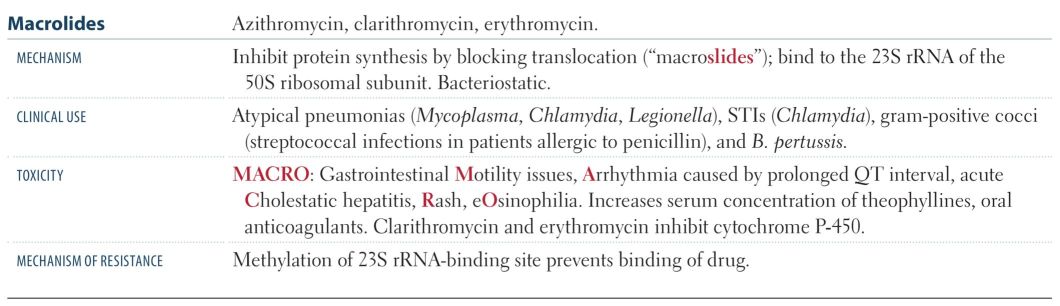 Macrolides Azithromycin, clarithromycin, erythromycin.
MECHANISM Inhibit protein synthesis by blocking translocation (“macroslides”); bind to the 23S rRNA of the
50S ribosomal subunit. Bacteriostatic.
CLINICAL USE Atypical pneumonias (Mycoplasma, Chlamydia, Legionella), STIs (Chlamydia), gram-positive cocci
(streptococcal infections in patients allergic to penicillin), and B. pertussis.
TOXICITY MACRO: Gastrointestinal Motility issues, Arrhythmia caused by prolonged QT interval, acute
Cholestatic hepatitis, Rash, eOsinophilia. Increases serum concentration of theophyllines, oral
anticoagulants. Clarithromycin and erythromycin inhibit cytochrome P-450.
MECHANISM OF RESISTANCE Methylation of 23S rRNA-binding site prevents binding of drug.